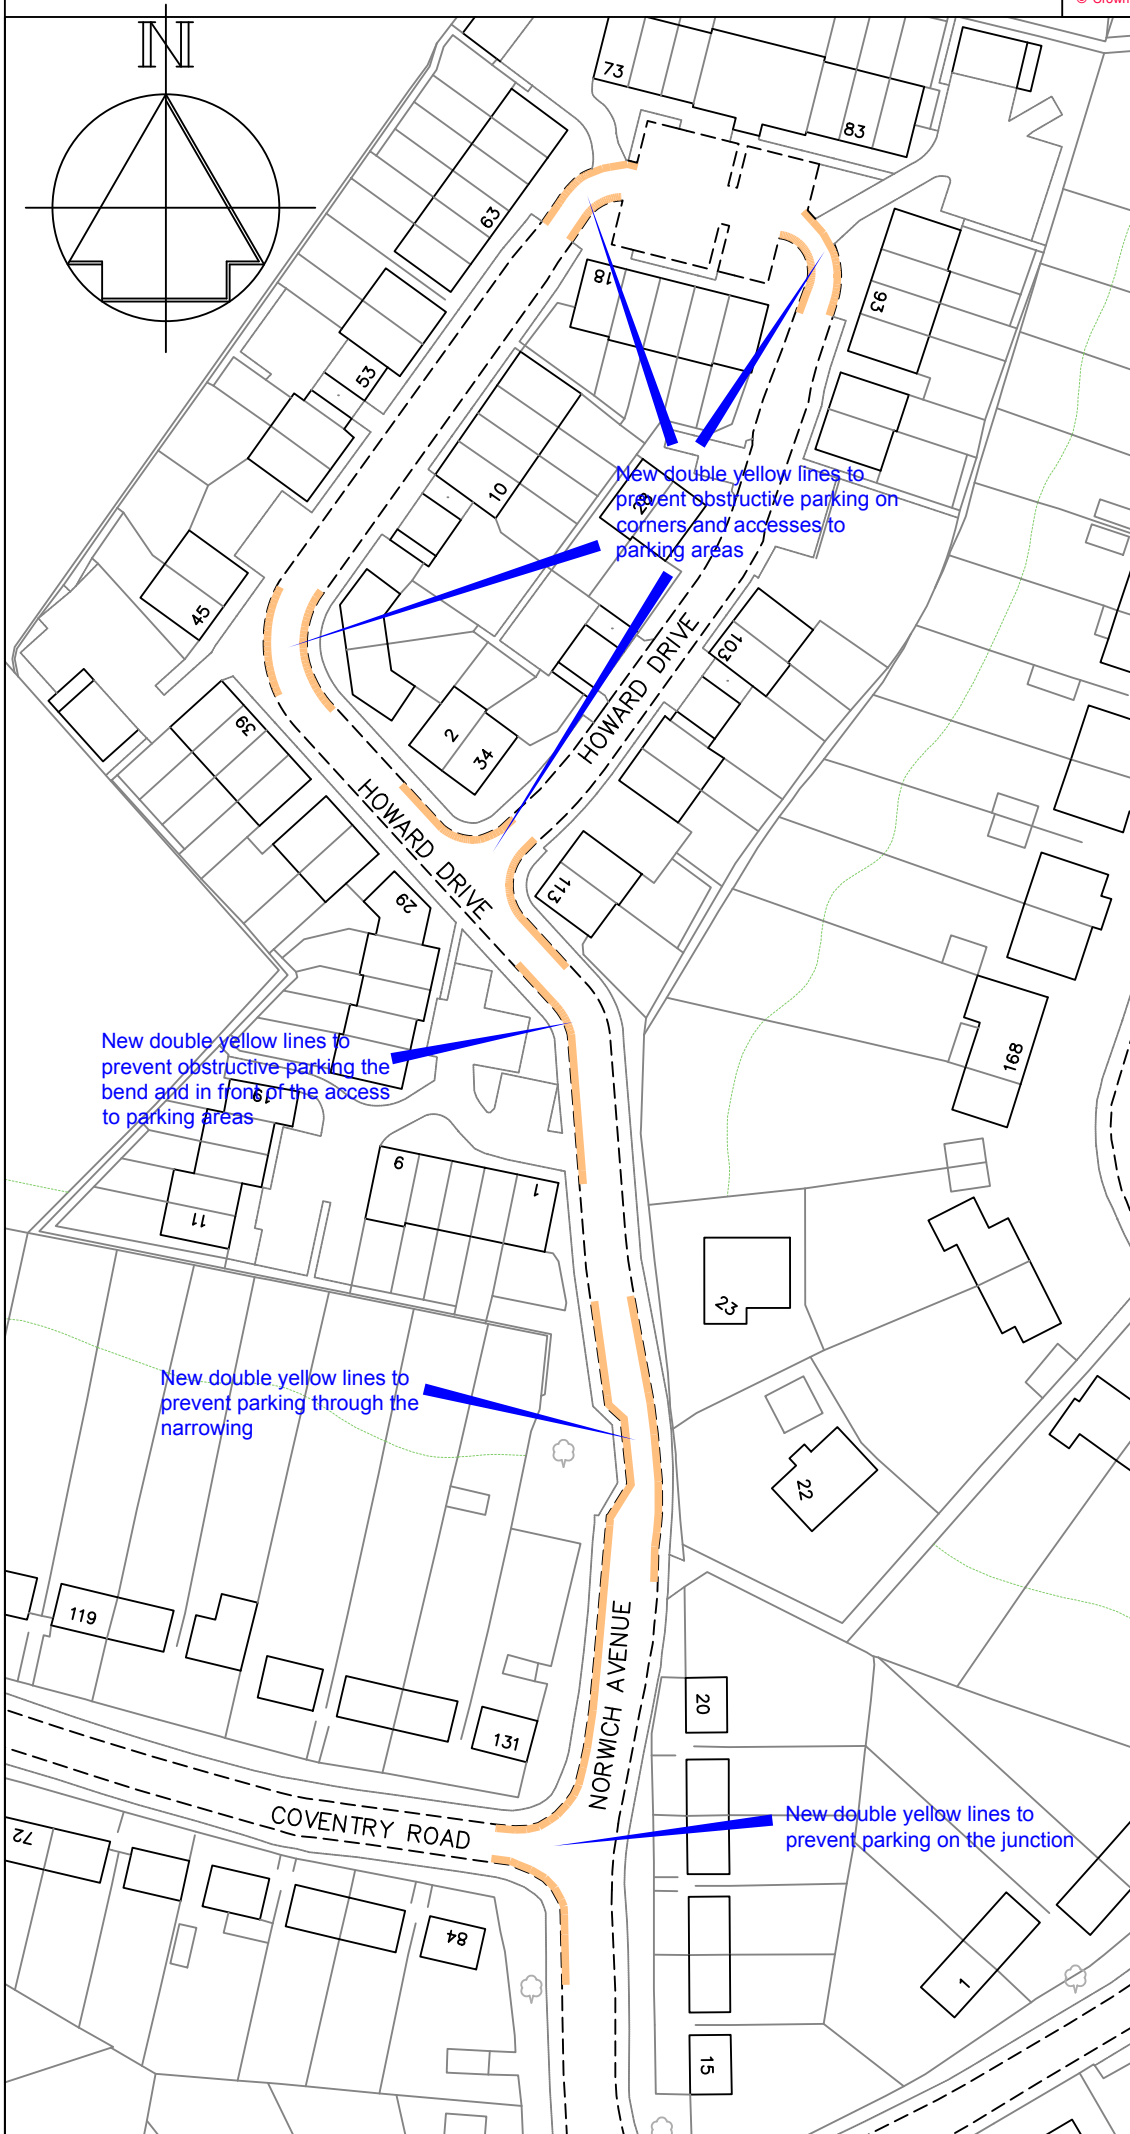 © Crown
N
73
83
63
18
93
53
New double yellow lines to
prevent obstructive parking on
corners and accesses to
parking areas
10
28
45
HOWARD DRIVE
103
39
2
34
HOWARD DRIVE
29
113
New double yellow lines to
prevent obstructive parking the
bend and in front of the access
to parking areas
168
19
9
1
11
23
New double yellow lines to
prevent parking through the
narrowing
22
119
NORWICH AVENUE
20
131
COVENTRY ROAD
New double yellow lines to
prevent parking on the junction
72
84
1
15